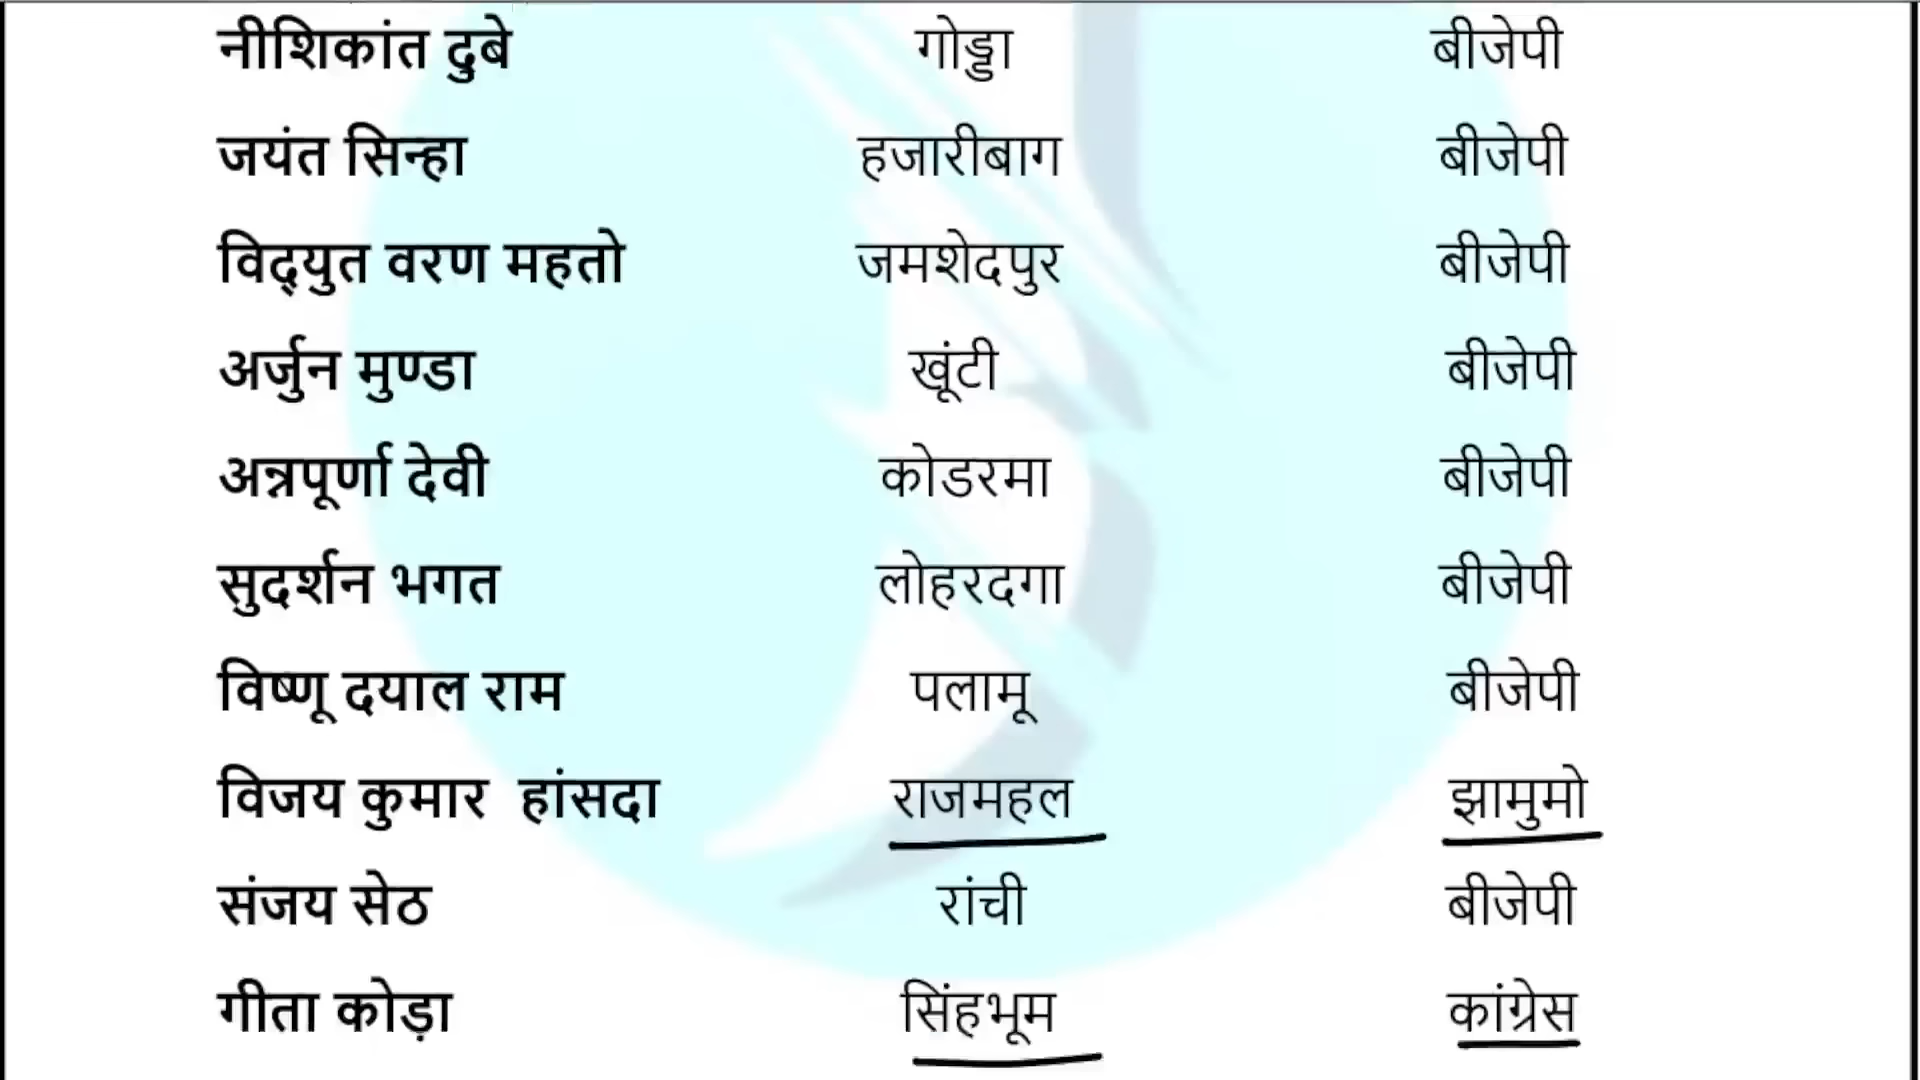 नीशिकांत दुबे गोड्डा बीजेपी
जयंत सिन्हा हजारीबाग बीजेपी
विद्युत वरण महतो जमशेदपुर बीजेपी
अर्जुन मुण्डा खूंटी बीजेपी
अन्नपूर्णा देवी कोडरमा बीजेपी
सुदर्शन भगत लोहरदगा बीजेपी
विष्णू दयाल राम पलामू बीजेपी
विजय कुमार हांसदा राजमहल झामुमो
संजय सेठ रांची बीजेपी
गीता कोड़ा सिंहभूम कांग्रेस